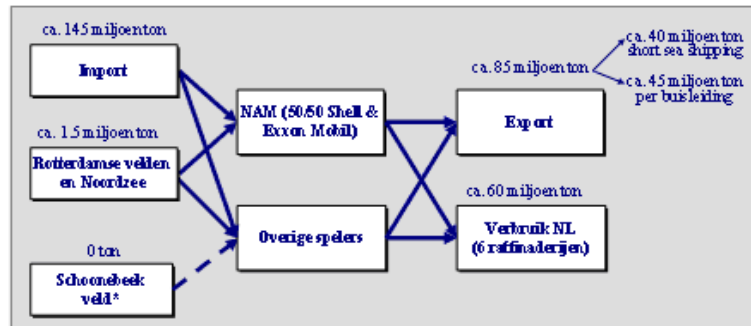 ca. 145 miljoen ton
Import
ca. 1.5 miljoen ton
Rotterdamse velden
en Noordzee
0 ton
Schoonebeek
veld*
NAM (50/50 Shell &
Exxon Mobil)
Overige spelers
ca. 85 miljoen ton
ca. 40 miljoen ton
short sea shipping
ca. 45 miljoen ton
per buisleiding
Export
ca. 60 miljoen ton
Verbruik NL
(6 raffinaderijen)